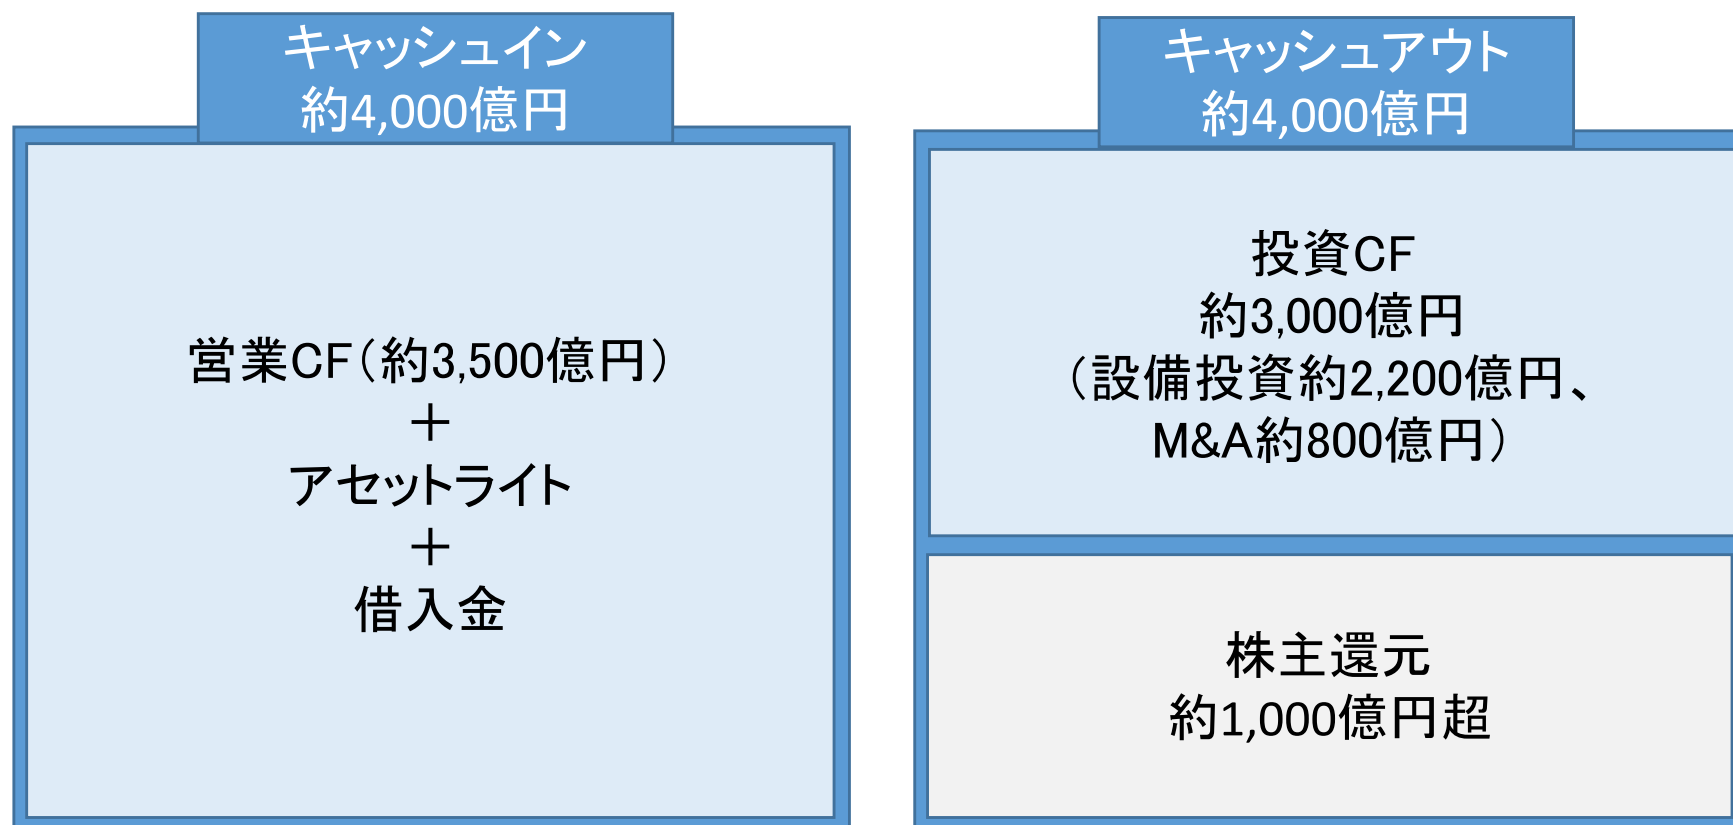 キャッシュイン
約4,000億円
営業CF(約3,500億円)
＋
アセットライト
＋
借入金
キャッシュアウト
約4,000億円
投資CF
約3,000億円
(設備投資約2,200億円、
M&A約800億円)
株主還元
約1,000億円超